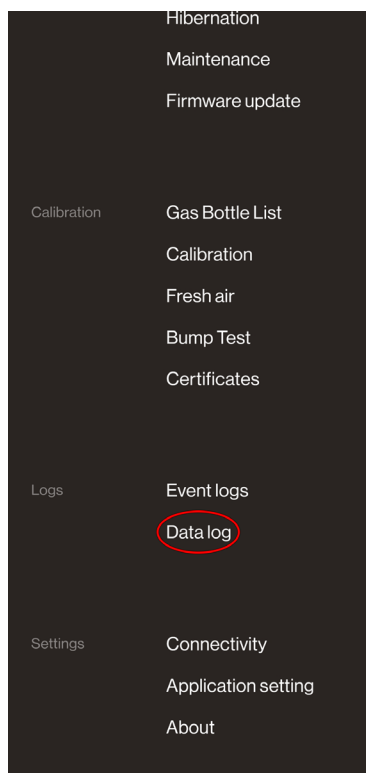 Hibernation
Maintenance
Firmware update
Calibration Gas Bottle List
Calibration
Fresh air
Bump Test
Certificates
Logs Event logs
Data log
Settings Connectivity
Application setting
About